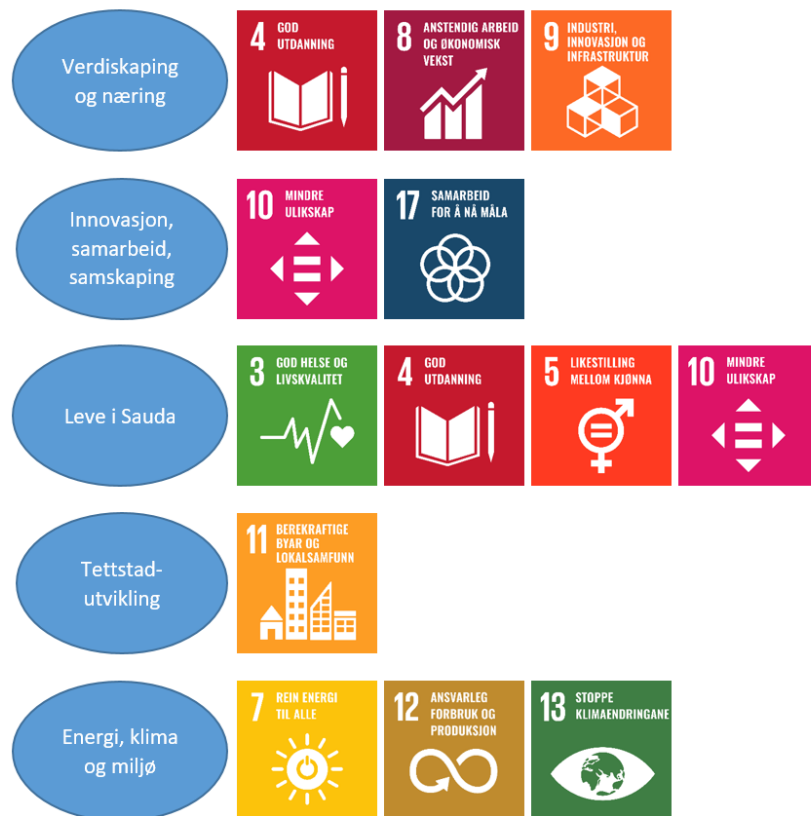 Verdiskaping
og næring
4 GOD
UTDANNING
8 ANSTENDIG ARBEID
OG ØKONOMISK
VEKST
9 INDUSTRI,
INNOVASJON OG
INFRASTRUKTUR
Innovasjon,
samarbeid,
samskaping
10 MINDRE
ULIKSKAP
17 SAMARBEID
FOR Å NÅ MÅLA
Leve i Sauda
3 GOD HELSE OG
LIVSKVALITET
4 GOD
UTDANNING
5 LIKESTILLING
MELLOM KJØNNA
10 MINDRE
ULIKSKAP
Tettstad-
utvikling
11 BEREKRAFTIGE
BYAR OG
LOKALSAMFUNN
Energi, klima
og miljø
7 REIN ENERGI
TIL ALLE
12 ANSVARLEG
FORBRUK OG
PRODUKSJON
13 STOPPE
KLIMAENDRINGANE